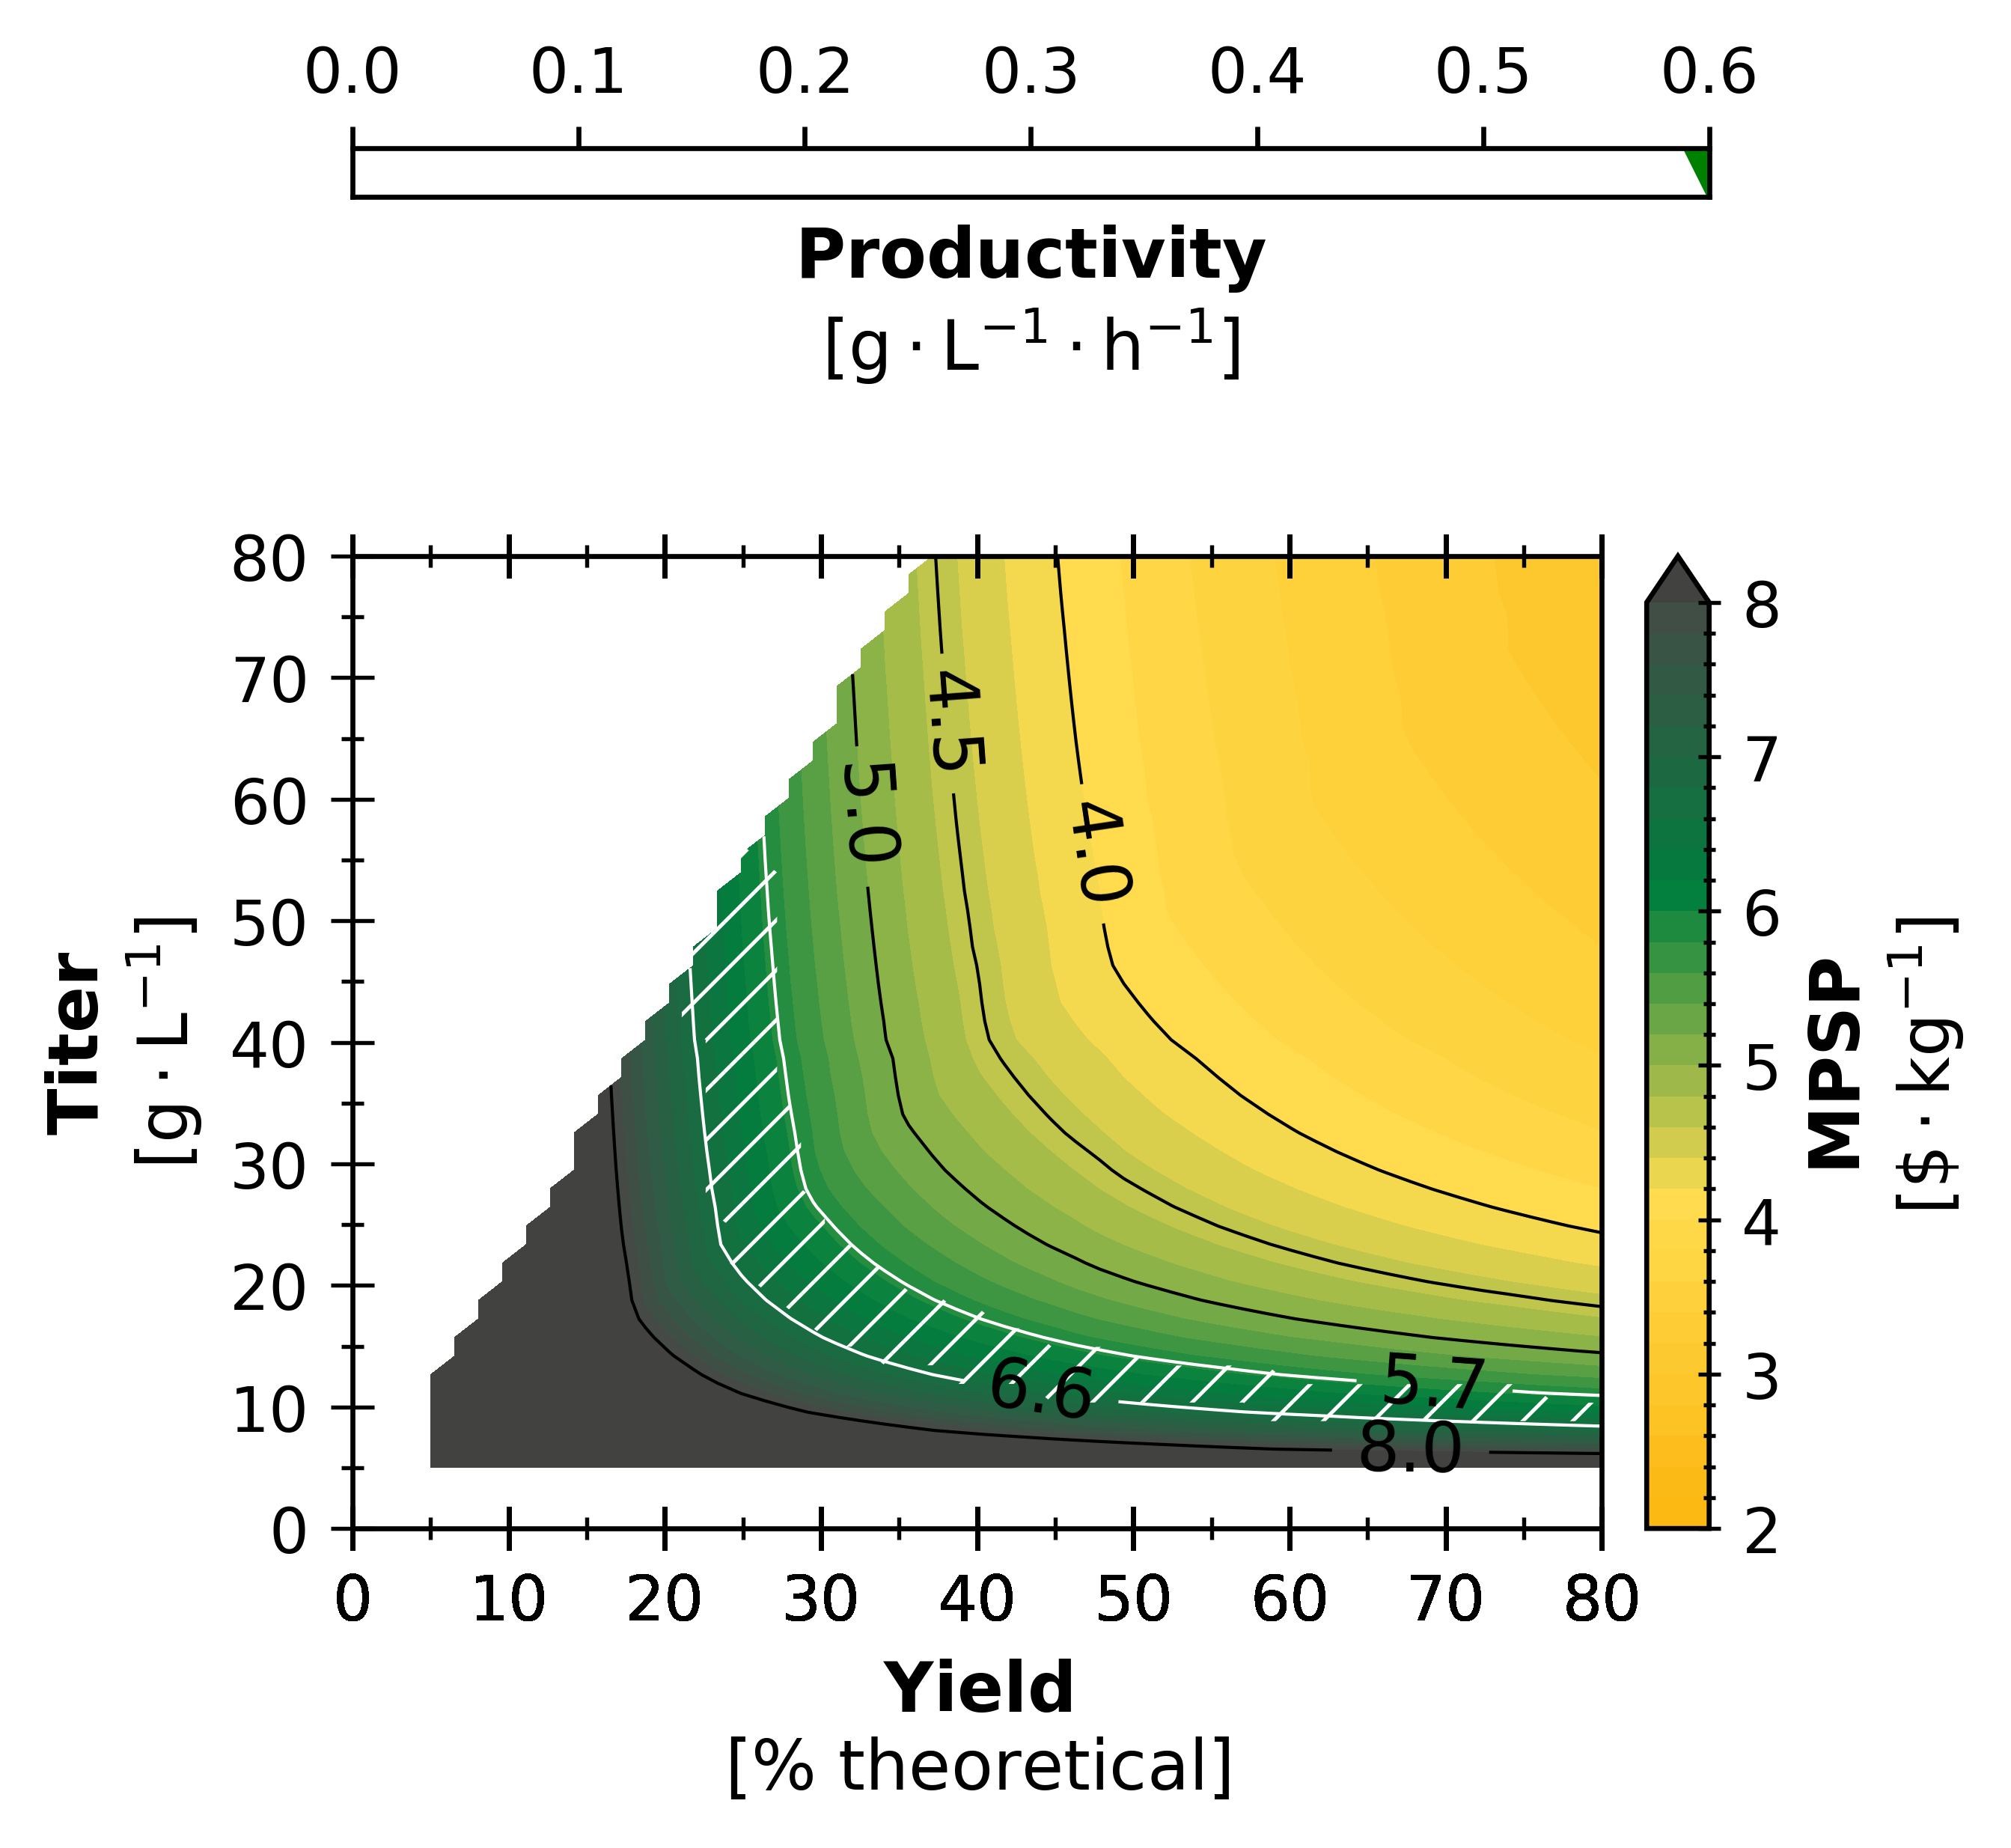 0.0 0.1 0.2 0.3 0.4 0.5 0.6
Productivity
[g · L⁻¹ · h⁻¹]
80
70
60
50
40
30
20
10
0
Titer
[g · L⁻¹]
5.0
4.5
4.0
6.6
5.7
8.0
8
7
6
5
4
3
2
MPSP
[$ · kg⁻¹]
0 10 20 30 40 50 60 70 80
Yield
[% theoretical]